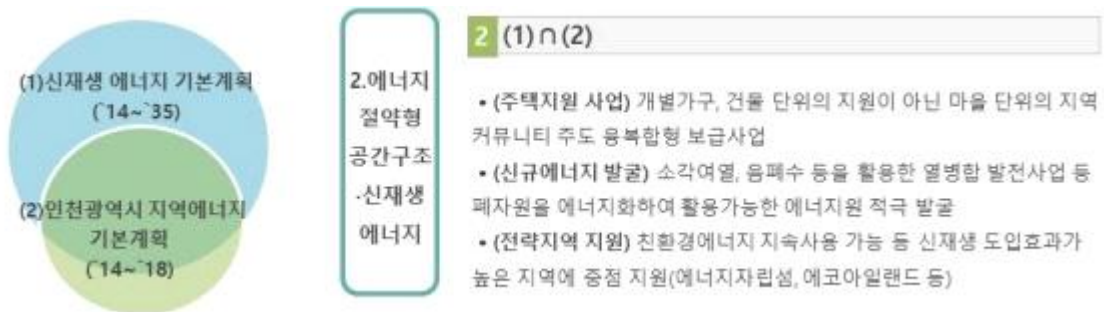 (1)신재생 에너지 기본계획
(`14~`35)
(2)인천광역시 지역에너지
기본계획
(`14~`18)
2.에너지
절약형
공간구조
·신재생
에너지
2 (1)∩(2)
• (주택지원 사업) 개별가구, 건물 단위의 지원이 아닌 마을 단위의 지역
커뮤니티 주도 융복합형 보급사업
• (신규에너지 발굴) 소각여열, 음폐수 등을 활용한 열병합 발전사업 등
폐자원을 에너지화하여 활용가능한 에너지원 적극 발굴
• (전략지역 지원) 친환경에너지 지속사용 가능 등 신재생 도입효과가
높은 지역에 중점 지원(에너지자립섬, 에코아일랜드 등)